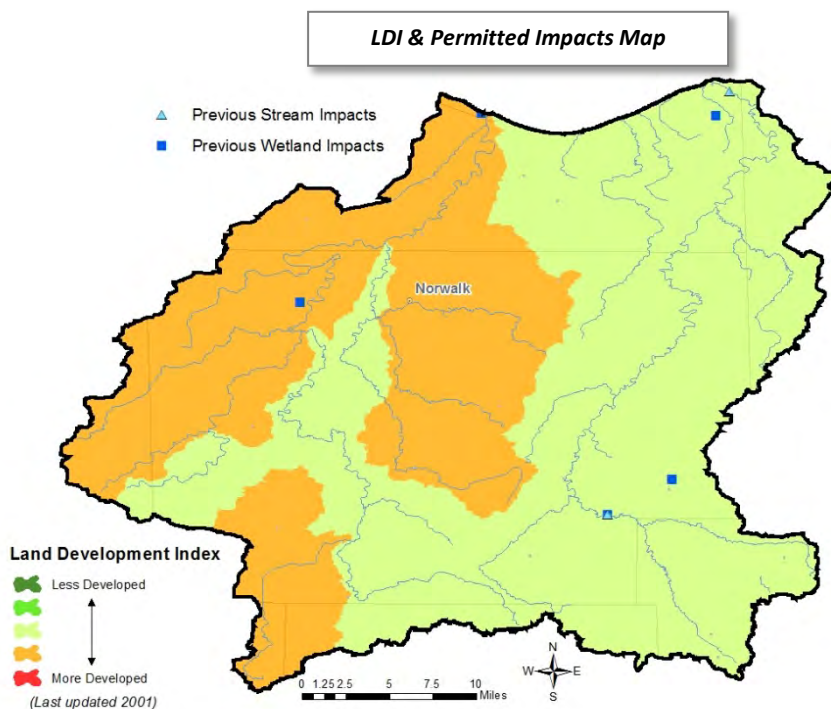 LDI & Permitted Impacts Map
Previous Stream Impacts
Previous Wetland Impacts
Norwalk
Land Development Index
Less Developed
More Developed
(Last updated 2001)
0 1.25 2.5 5 7.5 10
Miles
N
W E
S